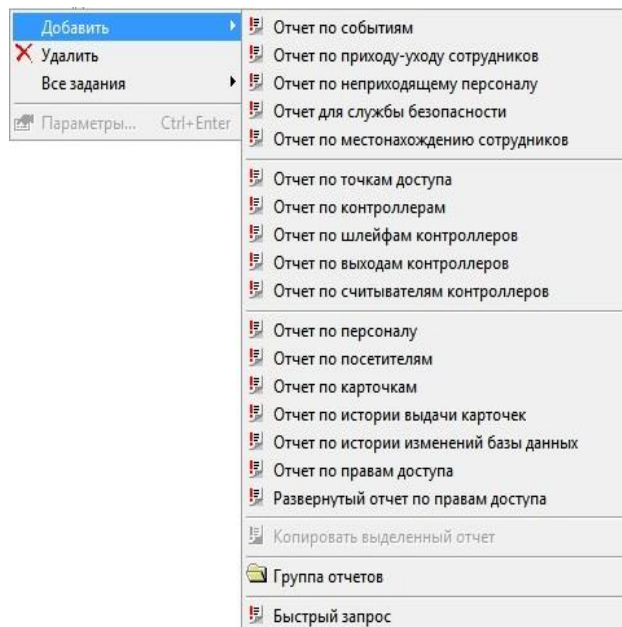 Добавить
Удалить
Все задания
Параметры... Ctrl+Enter
Отчет по событиям
Отчет по приходу-уходу сотрудников
Отчет по неприходящему персоналу
Отчет для службы безопасности
Отчет по местонахождению сотрудников
Отчет по точкам доступа
Отчет по контроллерам
Отчет по шлейфам контроллеров
Отчет по выходам контроллеров
Отчет по считывателям контроллеров
Отчет по персоналу
Отчет по посетителям
Отчет по карточкам
Отчет по истории выдачи карточек
Отчет по истории изменений базы данных
Отчет по правам доступа
Развернутый отчет по правам доступа
Копировать выделенный отчет
Группа отчетов
Быстрый запрос